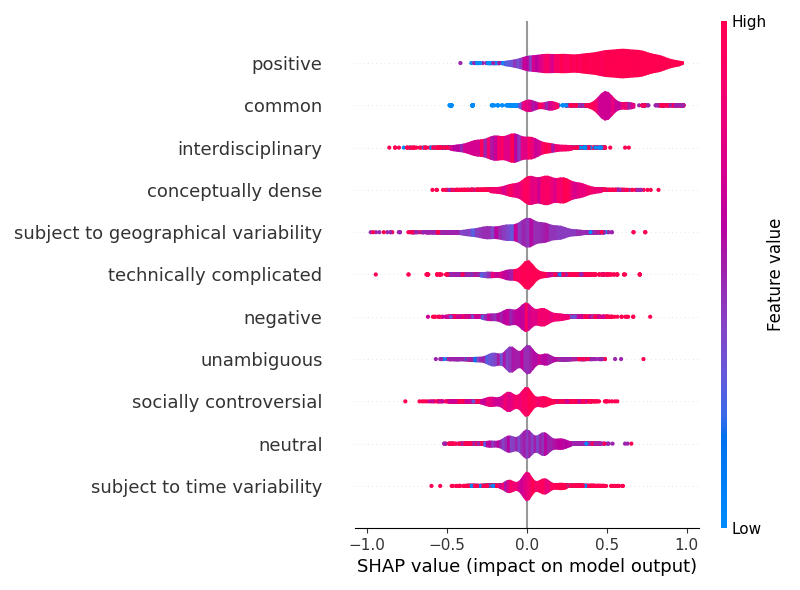 High
positive
common
interdisciplinary
conceptually dense
subject to geographical variability
technically complicated
negative
unambiguous
socially controversial
neutral
subject to time variability
Feature value
Low
−1.0 −0.5 0.0 0.5 1.0
SHAP value (impact on model output)